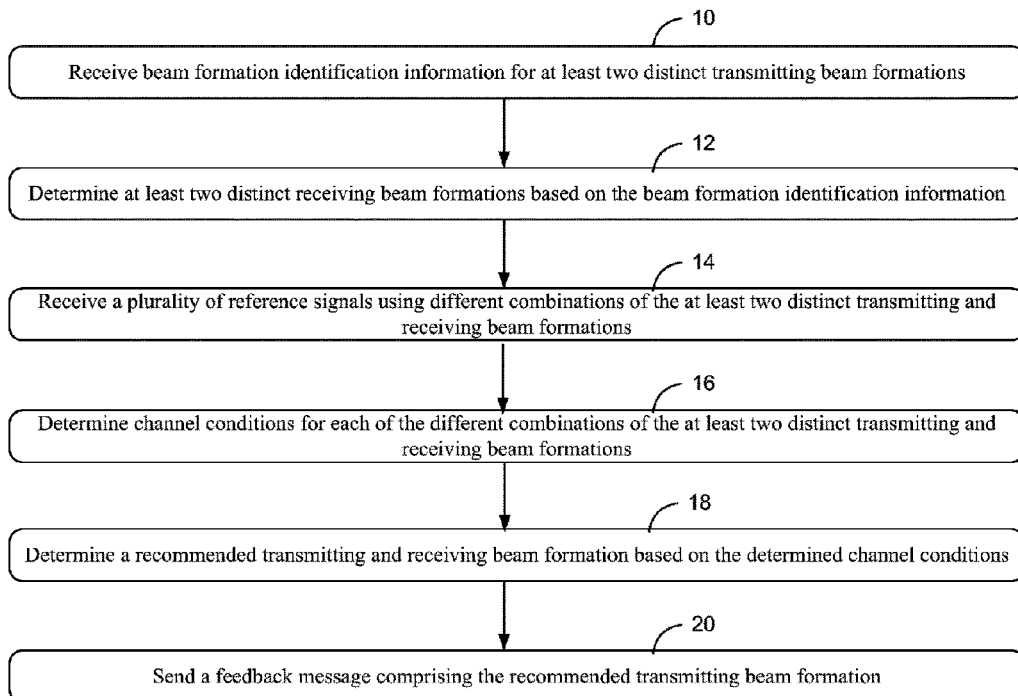 10
Receive beam formation identification information for at least two distinct transmitting beam formations
12
Determine at least two distinct receiving beam formations based on the beam formation identification information
14
Receive a plurality of reference signals using different combinations of the at least two distinct transmitting and
receiving beam formations
16
Determine channel conditions for each of the different combinations of the at least two distinct transmitting and
receiving beam formations
18
Determine a recommended transmitting and receiving beam formation based on the determined channel conditions
20
Send a feedback message comprising the recommended transmitting beam formation